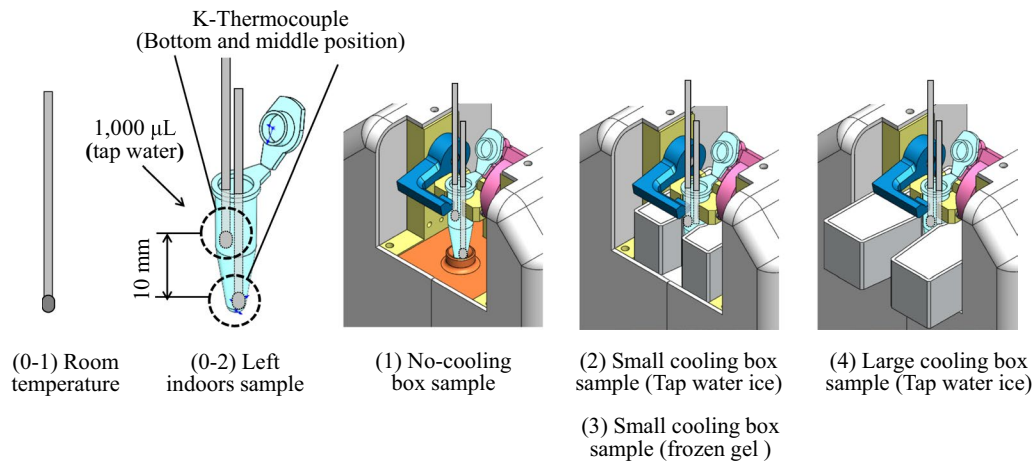 K-Thermocouple
(Bottom and middle position)
1,000 μL
(tap water)
10 mm
(0-1) Room
temperature
(0-2) Left
indoors sample
(1) No-cooling
box sample
(2) Small cooling box
sample (Tap water ice)
(3) Small cooling box
sample (frozen gel )
(4) Large cooling box
sample (Tap water ice)